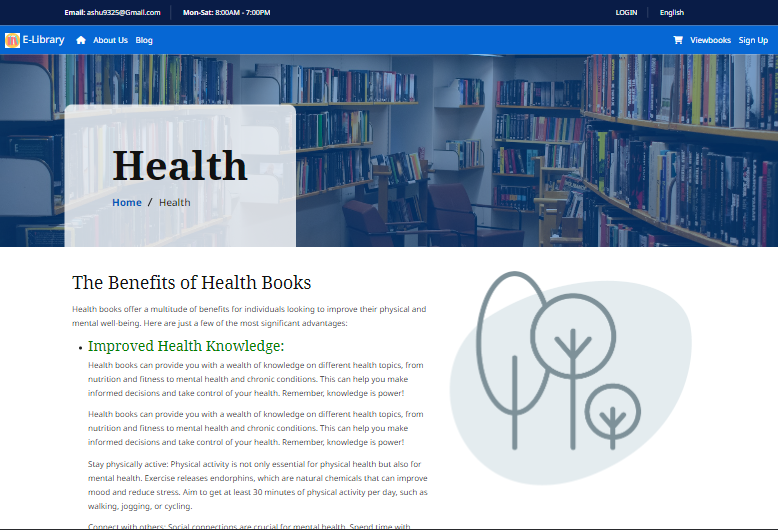 Email: ashu9325@Gmail.com Mon-Sat: 8:00AM - 7:00PM LOGIN English
E-Library About Us Blog Viewbooks Sign Up
Health
Home / Health
The Benefits of Health Books
Health books offer a multitude of benefits for individuals looking to improve their physical and
mental well-being. Here are just a few of the most significant advantages:
• Improved Health Knowledge:
Health books can provide you with a wealth of knowledge on different health topics, from
nutrition and fitness to mental health and chronic conditions. This can help you make
informed decisions and take control of your health. Remember, knowledge is power!
Health books can provide you with a wealth of knowledge on different health topics, from
nutrition and fitness to mental health and chronic conditions. This can help you make
informed decisions and take control of your health. Remember, knowledge is power!
Stay physically active: Physical activity is not only essential for physical health but also for
mental health. Exercise releases endorphins, which are natural chemicals that can improve
mood and reduce stress. Aim to get at least 30 minutes of physical activity per day, such as
walking, jogging, or cycling.
Connect with others: Social connections are crucial for mental health. Spend time with